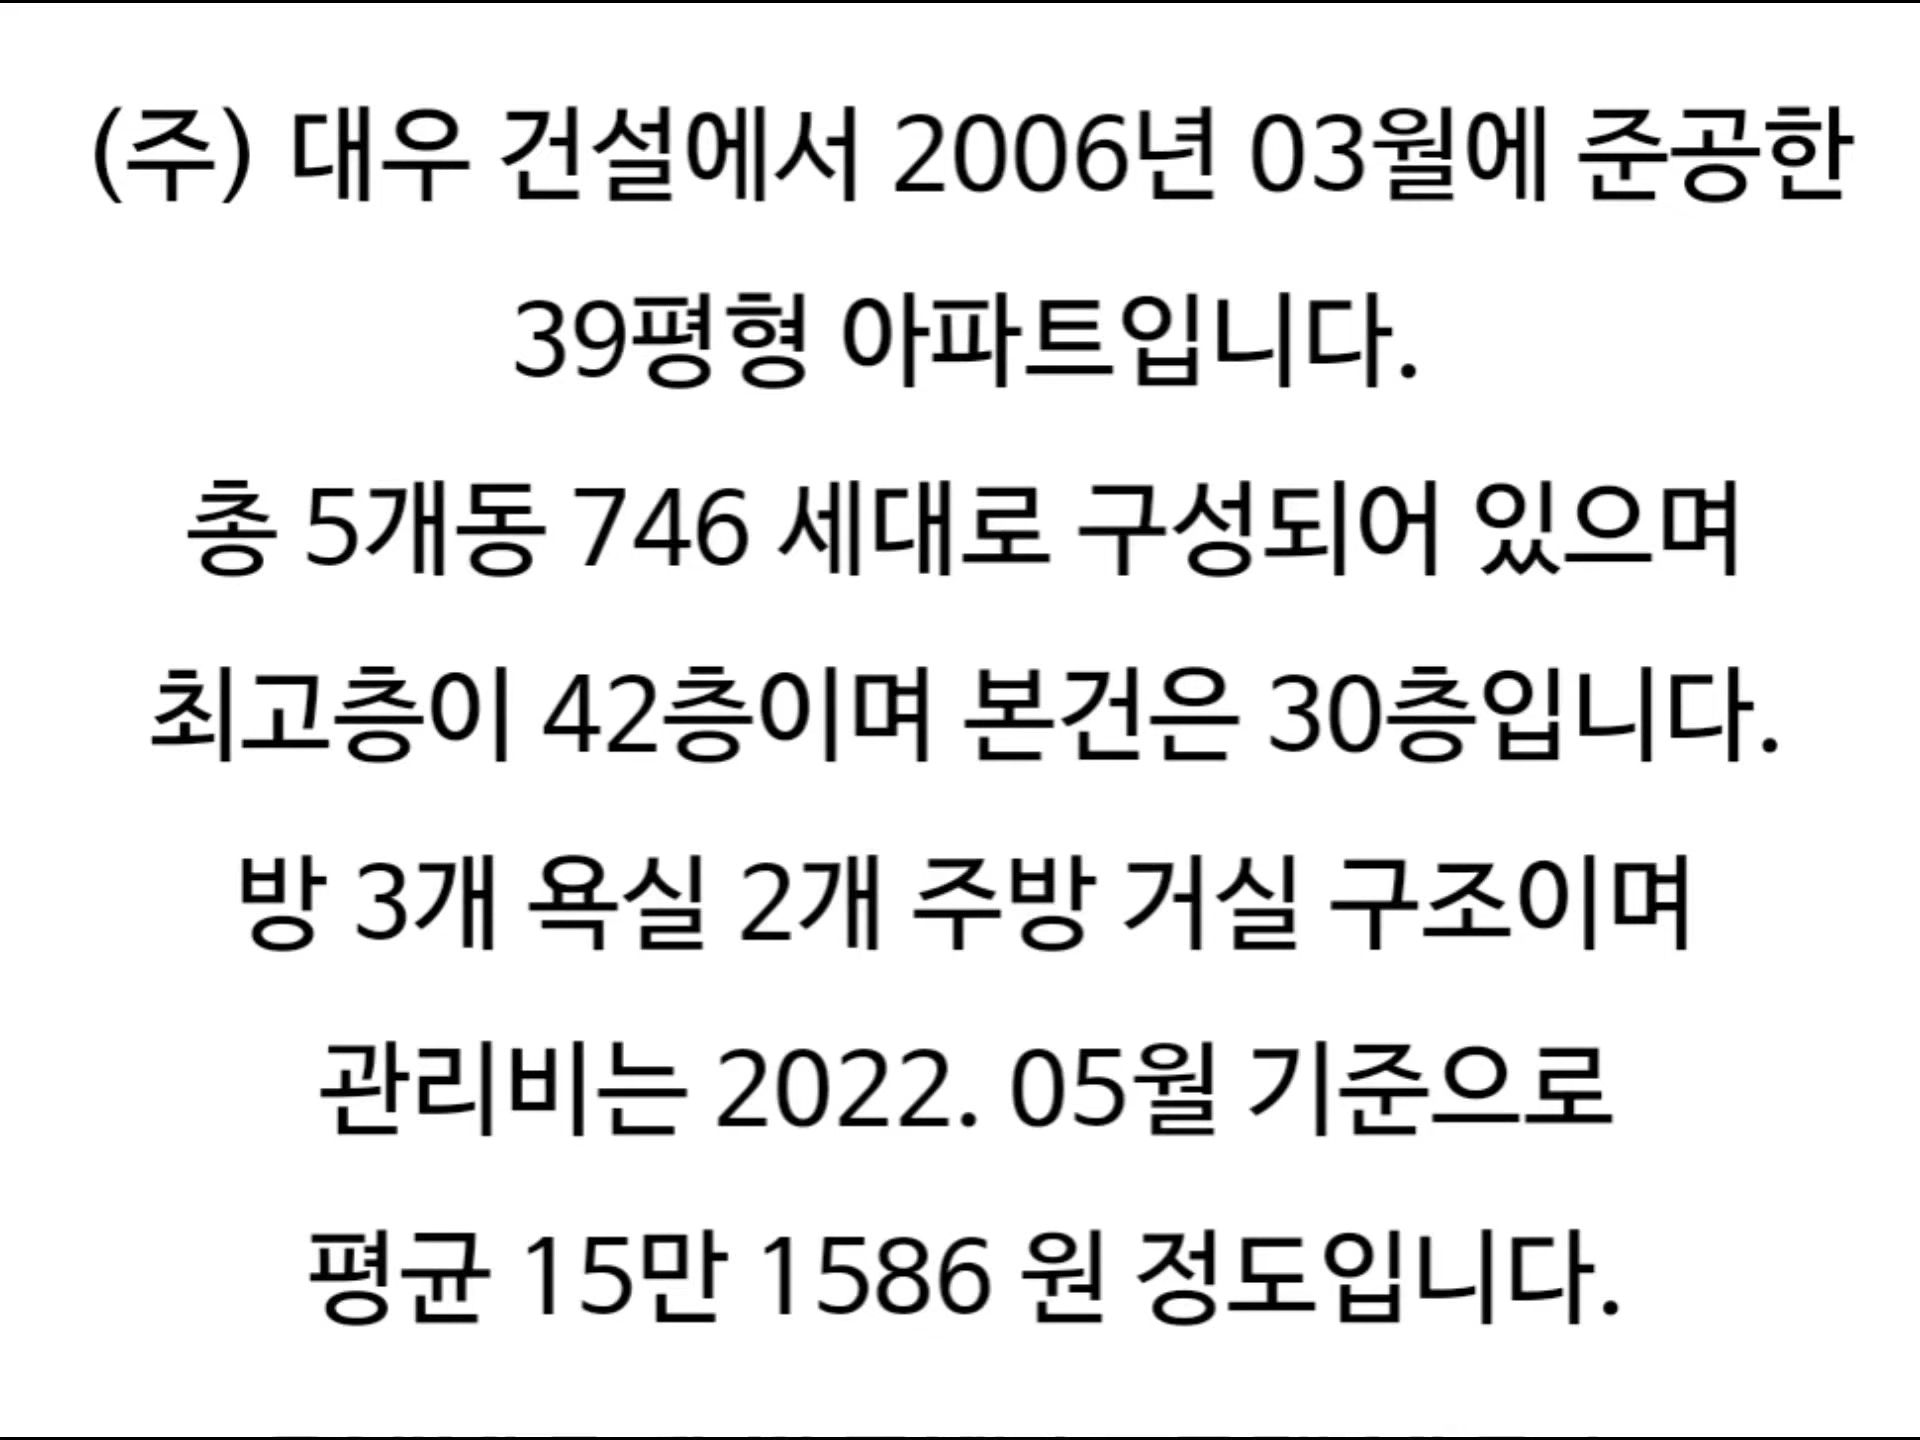 (주) 대우 건설에서 2006년 03월에 준공한
39평형 아파트입니다.
총 5개동 746 세대로 구성되어 있으며
최고층이 42층이며 본건은 30층입니다.
방 3개 욕실 2개 주방 거실 구조이며
관리비는 2022. 05월 기준으로
평균 15만 1586 원 정도입니다.